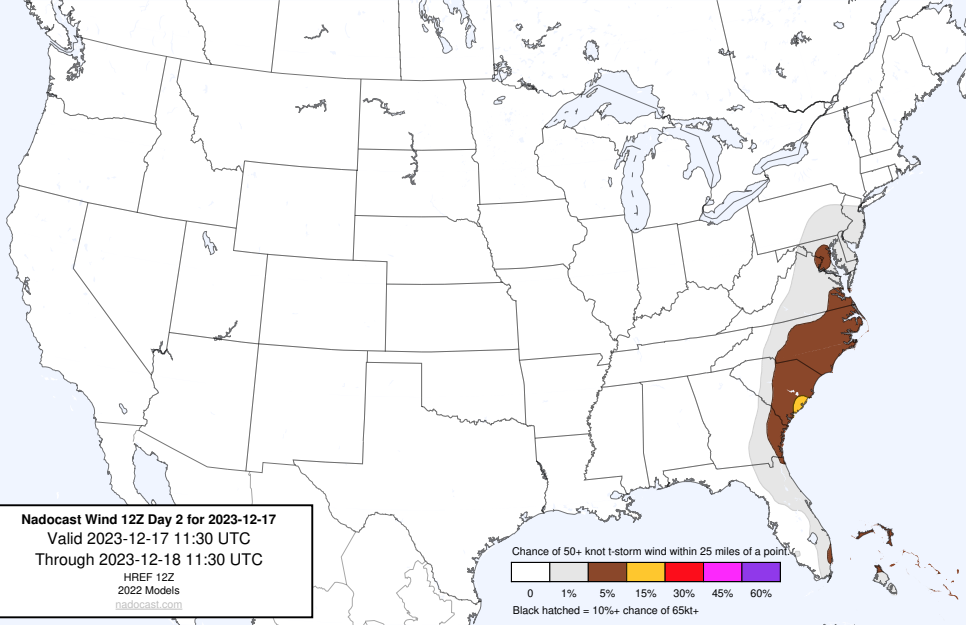 Nadocast Wind 12Z Day 2 for 2023-12-17
Valid 2023-12-17 11:30 UTC
Through 2023-12-18 11:30 UTC
HREF 12Z
2022 Models
nadocast.com
Chance of 50+ knot t-storm wind within 25 miles of a point.
0 1% 5% 15% 30% 45% 60%
Black hatched = 10%+ chance of 65kt+